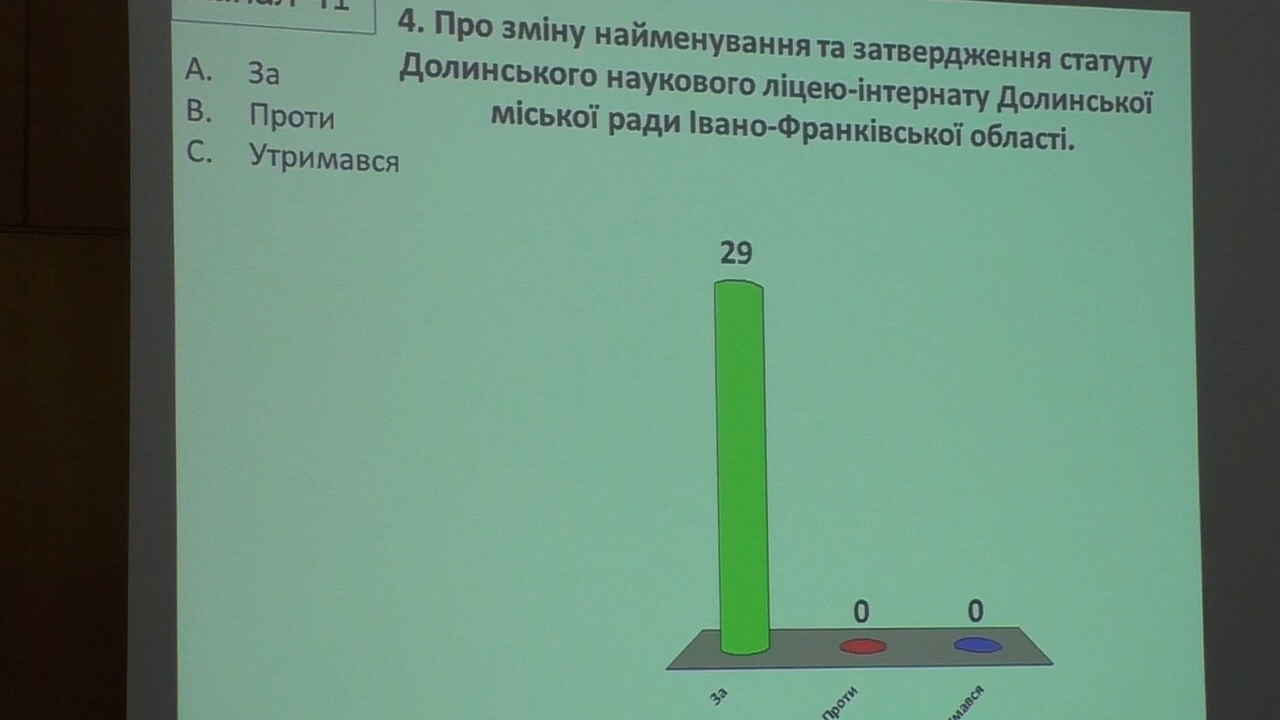 4. Про зміну найменування та затвердження статуту
Долинського наукового ліцею-інтернату Долинської
міської ради Івано-Франківської області.
A. За
B. Проти
C. Утримався
29
0
0
За
Проти